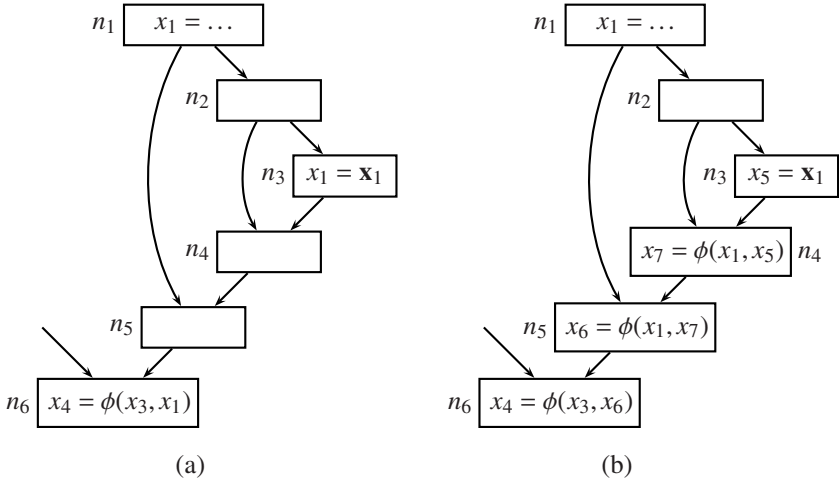 n₁ x₁ = …
n₂
n₃ x₁ = 𝐱₁
n₄
n₅
n₆ x₄ = ϕ(x₃, x₁)
(a)
n₁ x₁ = …
n₂
n₃ x₅ = 𝐱₁
x₇ = ϕ(x₁, x₅) n₄
n₅ x₆ = ϕ(x₁, x₇)
n₆ x₄ = ϕ(x₃, x₆)
(b)